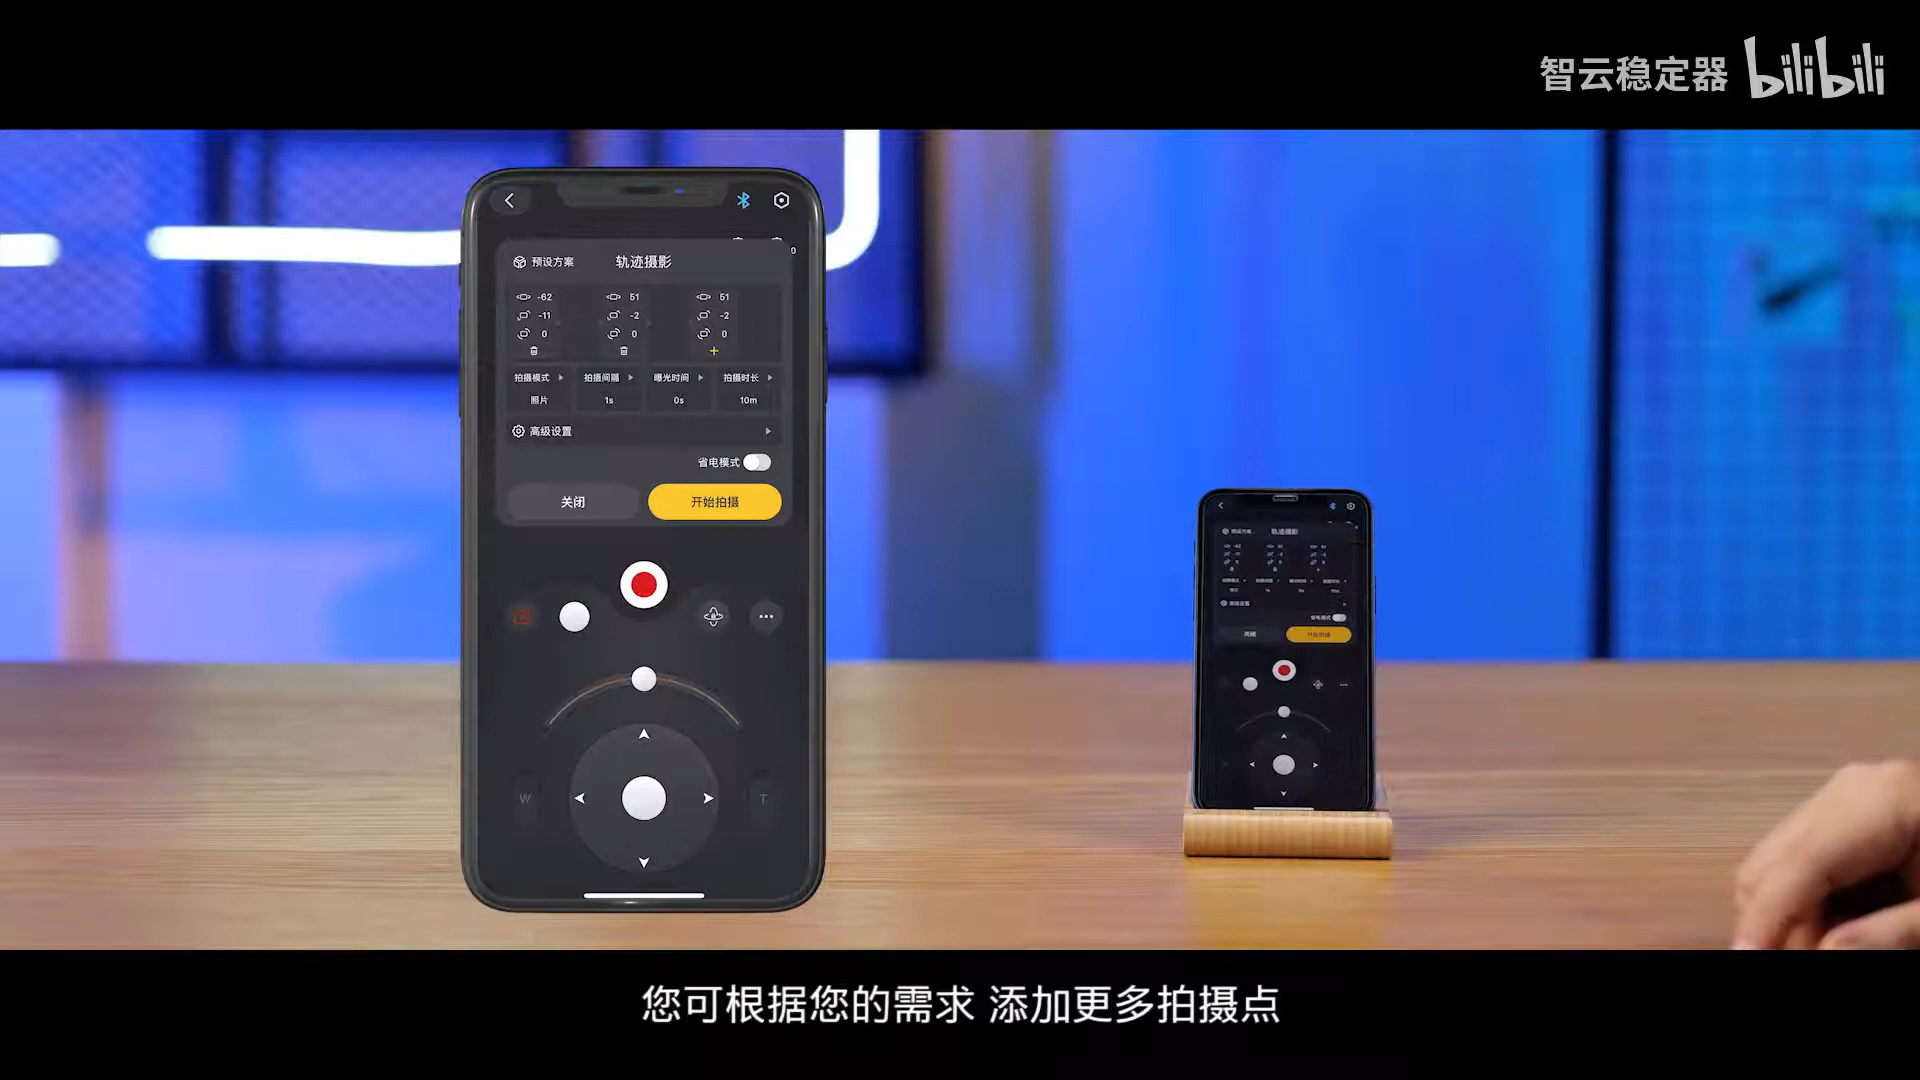 智云稳定器 bilibili
预设方案 轨迹摄影
-62 51 51
-11 -2 -2
0 0 0
拍摄模式 拍摄间隔 曝光时间 拍摄时长
照片 1s 0s 10m
高级设置
省电模式
关闭 开始拍摄
W T
您可根据您的需求 添加更多拍摄点